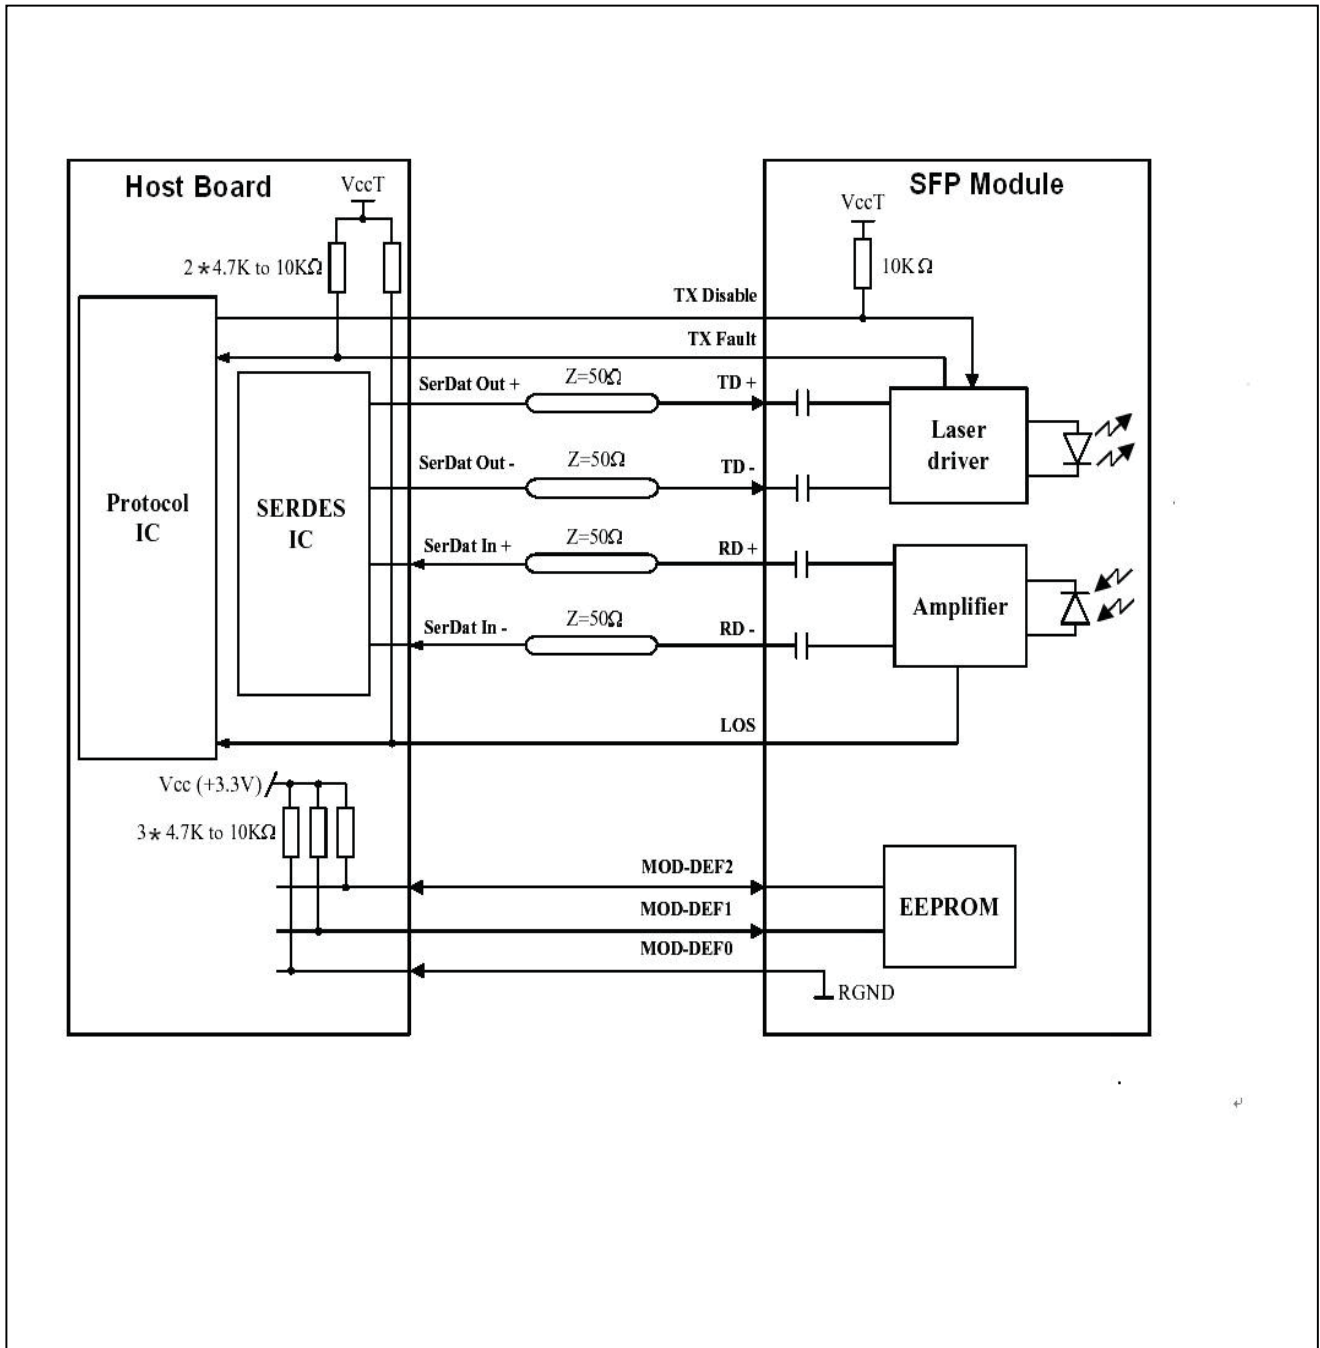 Host Board
SFP Module
VccT
VccT
2*4.7K to 10KΩ
10KΩ
TX Disable
TX Fault
SerDat Out +
Z=50Ω
TD +
SerDat Out -
Z=50Ω
TD -
Laser
driver
Protocol
IC
SERDES
IC
SerDat In +
Z=50Ω
RD +
Amplifier
SerDat In -
Z=50Ω
RD -
LOS
Vcc (+3.3V)
3* 4.7K to 10KΩ
MOD-DEF2
MOD-DEF1
MOD-DEF0
EEPROM
RGND